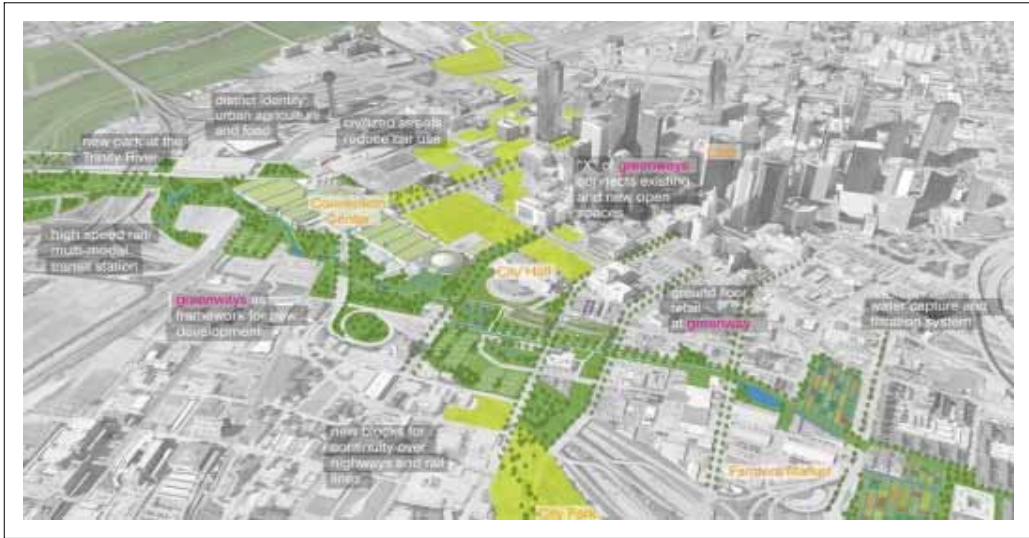 district identity:
urban agriculture
and food
civilized assets
reduce car use
new park at the
Trinity River
of greenways
connects existing
and new open
spaces
Convention
Center
high speed rail/
multi-modal
transit station
City Hall
greenways as
framework for new
development
ground floor
retail
at greenway
water capture and
filtration system
new blocks for
continuity over
highways and rail
lines
Farmers Market
City Park